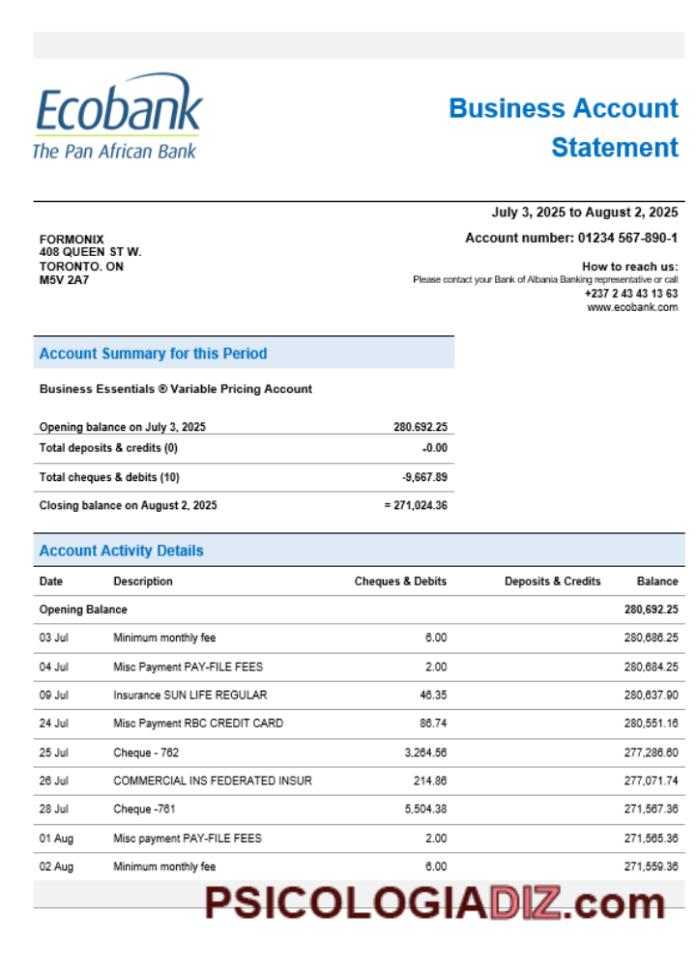 Ecobank
The Pan African Bank
Business Account
Statement
July 3, 2025 to August 2, 2025
Account number: 01234 567-890-1
FORMONIX
408 QUEEN ST W.
TORONTO. ON
M5V 2A7
How to reach us:
Please contact your Bank of Albania Banking representative or call
+237 2 43 43 13 63
www.ecobank.com
Account Summary for this Period
Business Essentials ® Variable Pricing Account
Opening balance on July 3, 2025 280.692.25
Total deposits & credits (0) -0.00
Total cheques & debits (10) -9,667.89
Closing balance on August 2, 2025 = 271,024.36
Account Activity Details
Date Description Cheques & Debits Deposits & Credits Balance
Opening Balance 280,692.25
03 Jul Minimum monthly fee 6.00 280,686.25
04 Jul Misc Payment PAY-FILE FEES 2.00 280,684.25
09 Jul Insurance SUN LIFE REGULAR 46.35 280,637.90
24 Jul Misc Payment RBC CREDIT CARD 86.74 280,551.16
25 Jul Cheque - 762 3,264.56 277,286.60
26 Jul COMMERCIAL INS FEDERATED INSUR 214.86 277,071.74
28 Jul Cheque -761 5,504.38 271,567.36
01 Aug Misc payment PAY-FILE FEES 2.00 271,565.36
02 Aug Minimum monthly fee 6.00 271,559.36
PSICOLOGIADIZ.com